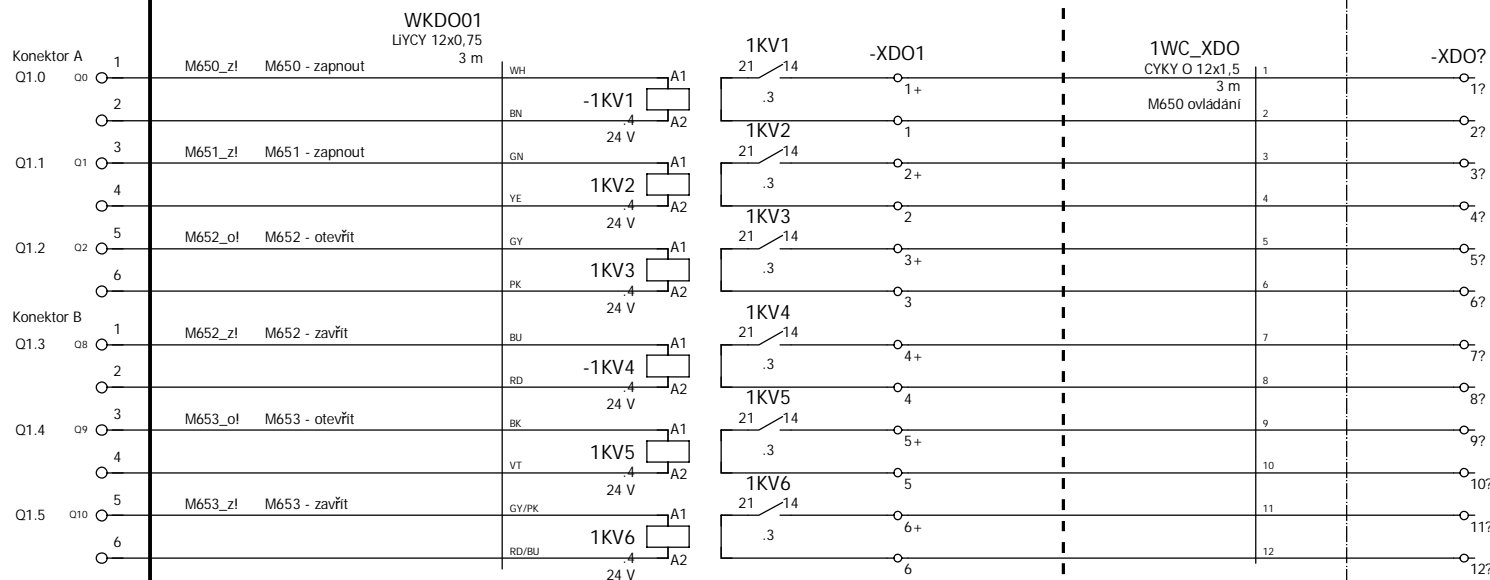 WKDO01
LiYCY 12x0,75
3 m
1WC_XDO
CYKY O 12x1,5
3 m
M650 ovládání
-XDO1
-XDO?
Konektor A
Q1.0 Q0 1 M650_z! M650 - zapnout WH A1 1KV1 21 14 1+ 1 1?
-1KV1 .3
2 BN .4 A2 1 2 2?
24 V
Q1.1 Q1 3 M651_z! M651 - zapnout GN A1 1KV2 21 14 2+ 3 3?
1KV2 .3
4 YE .4 A2 2 4 4?
24 V
Q1.2 Q2 5 M652_o! M652 - otevřít GY A1 1KV3 21 14 3+ 5 5?
1KV3 .3
6 PK .4 A2 3 6 6?
24 V
Konektor B
Q1.3 Q8 1 M652_z! M652 - zavřít BU A1 1KV4 21 14 4+ 7 7?
-1KV4 .3
2 RD .4 A2 4 8 8?
24 V
Q1.4 Q9 3 M653_o! M653 - otevřít BK A1 1KV5 21 14 5+ 9 9?
1KV5 .3
4 VT .4 A2 5 10 10?
24 V
Q1.5 Q10 5 M653_z! M653 - zavřít GY/PK A1 1KV6 21 14 6+ 11 11?
1KV6 .3
6 RD/BU .4 A2 6 12 12?
24 V